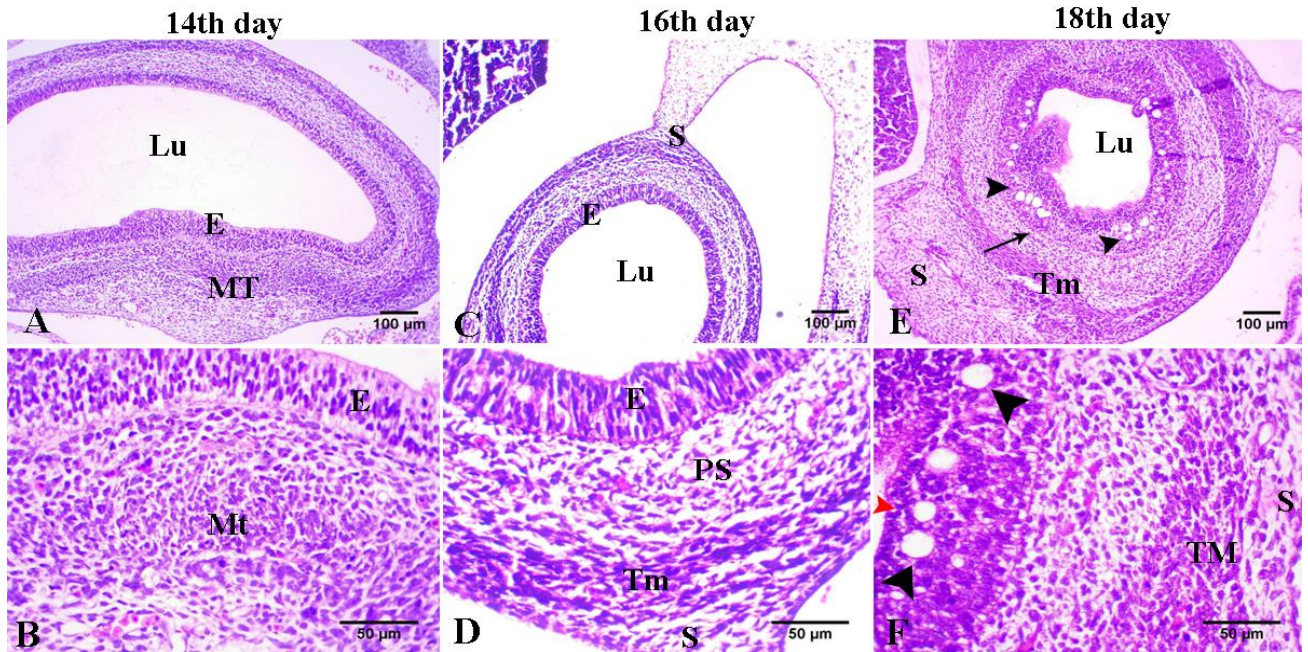 14th day
16th day
18th day
Lu
E
MT
A
100 µm
S
E
Lu
C
100 µm
Lu
S
Tm
E
100 µm
E
Mt
B
50 µm
E
PS
Tm
D
S
50 µm
S
TM
F
50 µm